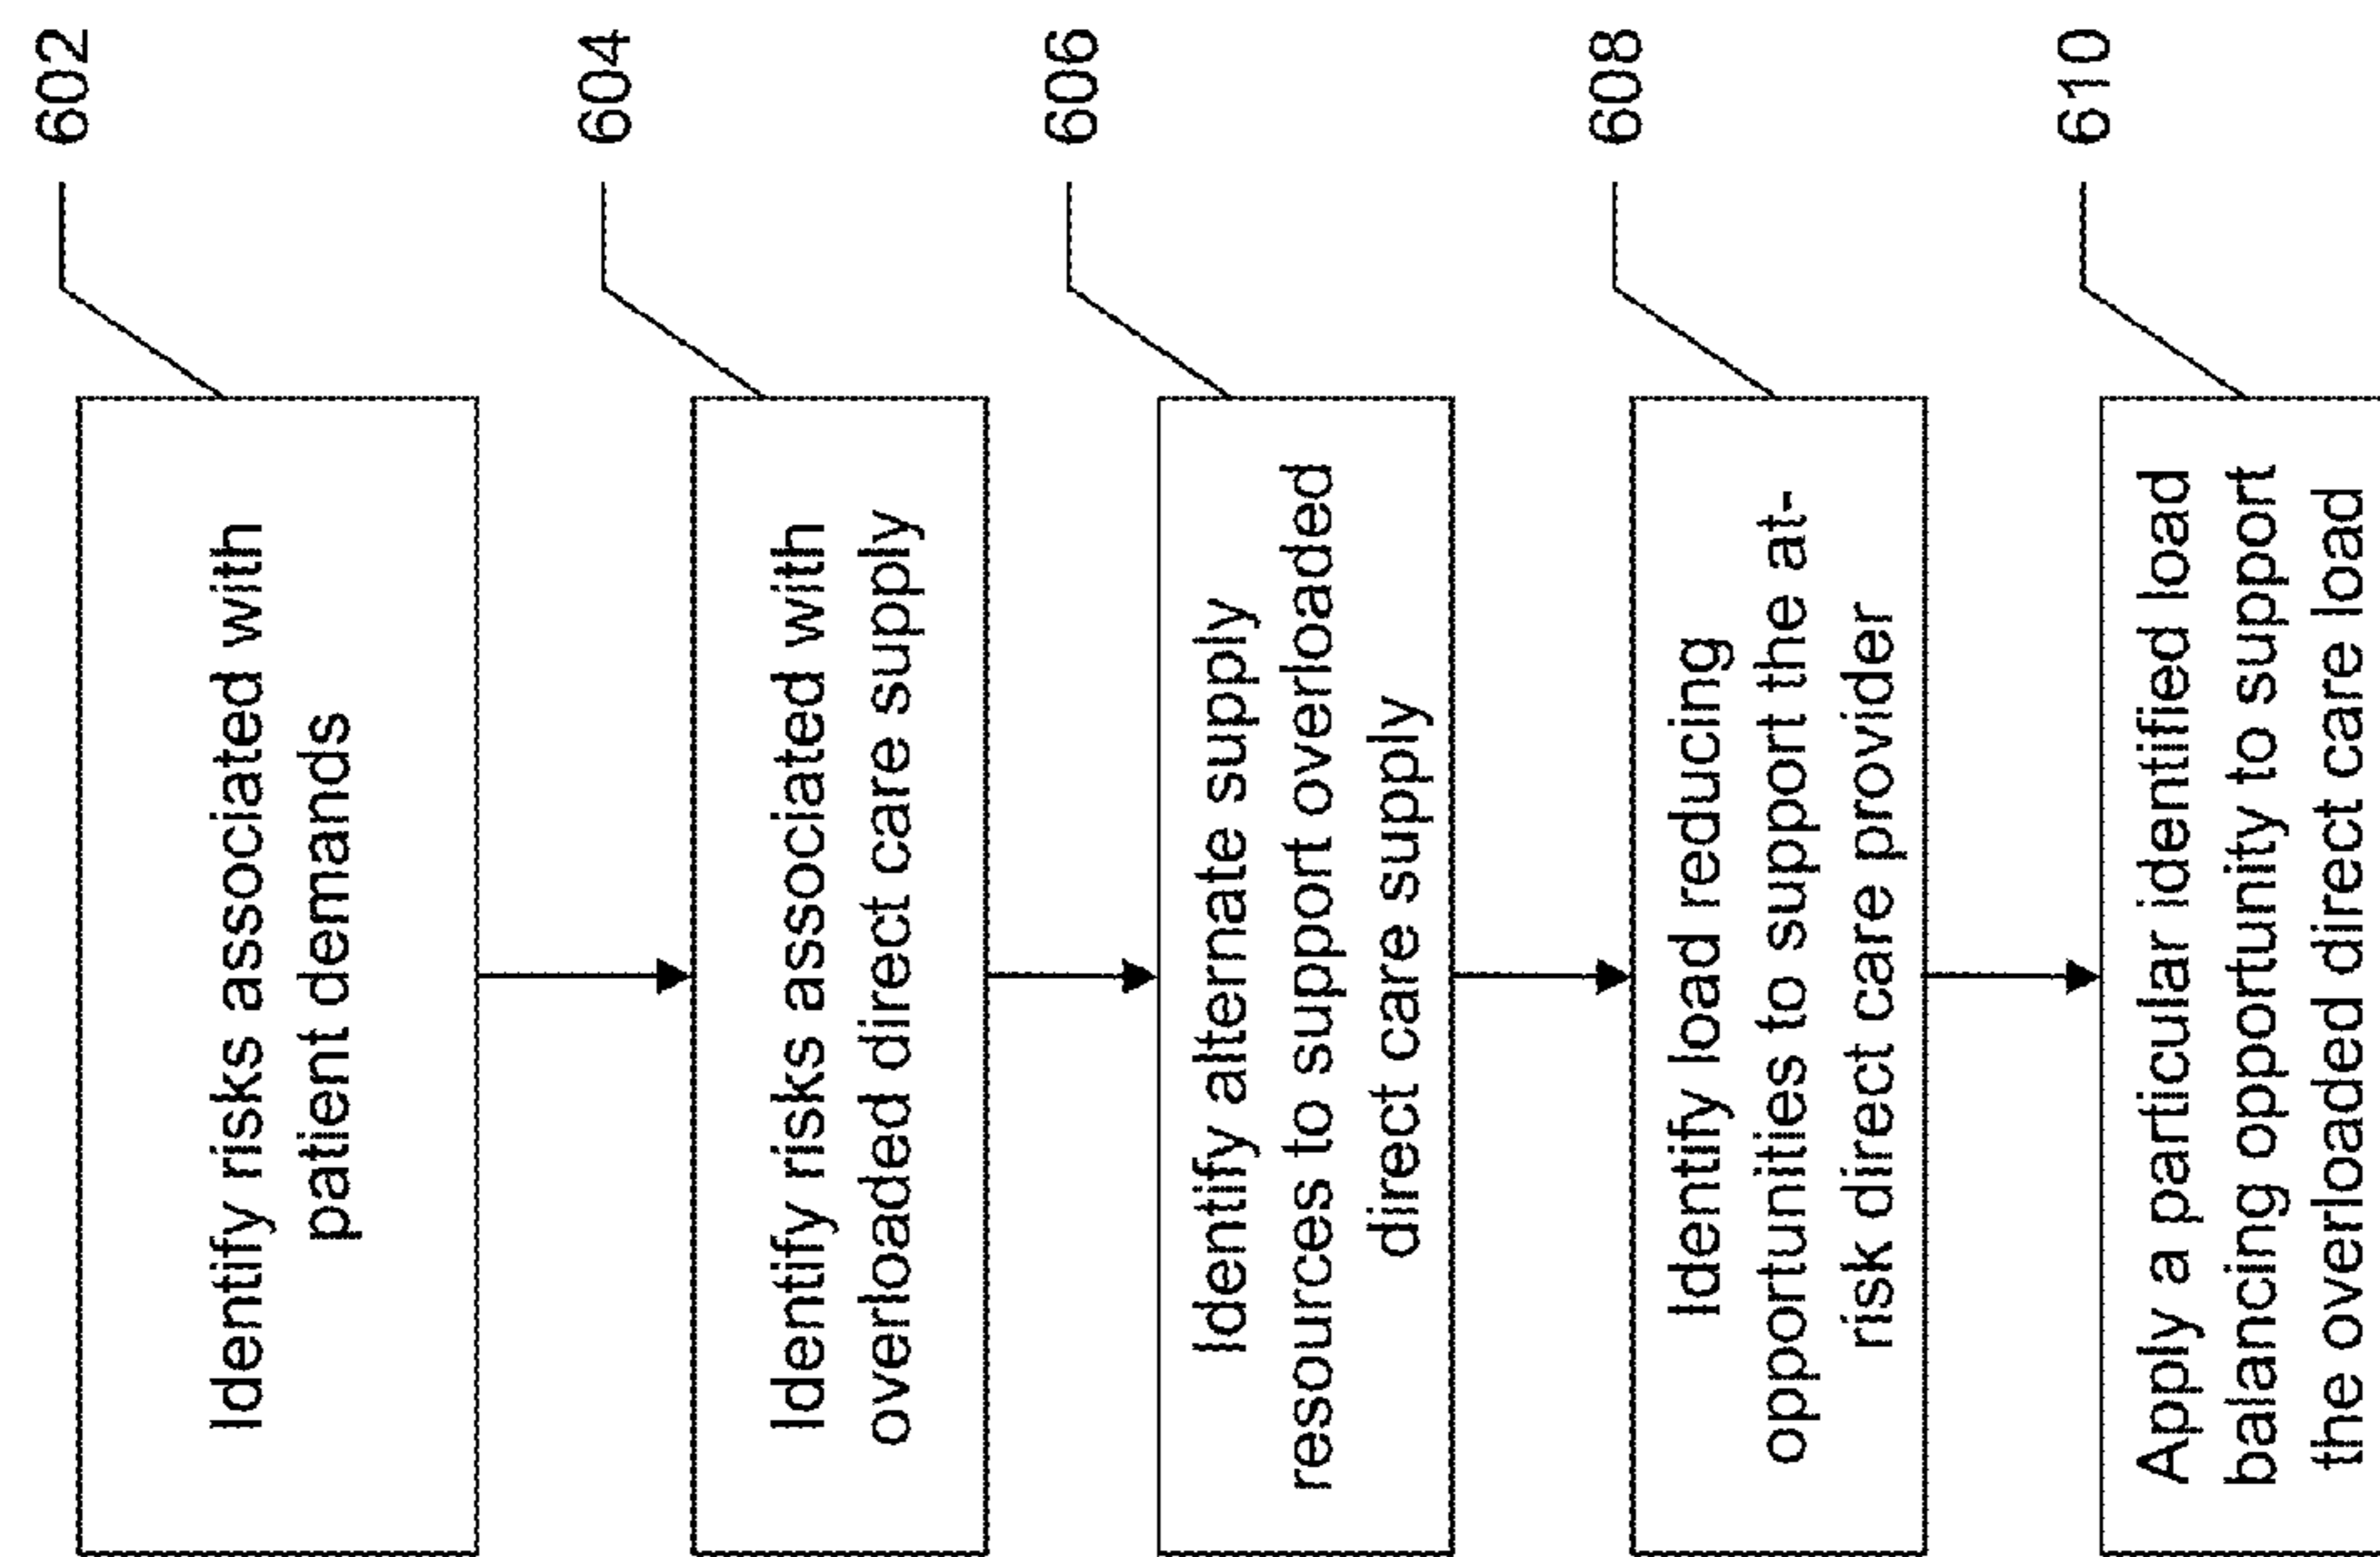 602
Identify risks associated with
patient demands
604
Identify risks associated with
overloaded direct care supply
606
Identify alternate supply
resources to support overloaded
direct care supply
608
Identify load reducing
opportunities to support the at-
risk direct care provider
610
Apply a particular identified load
balancing opportunity to support
the overloaded direct care load